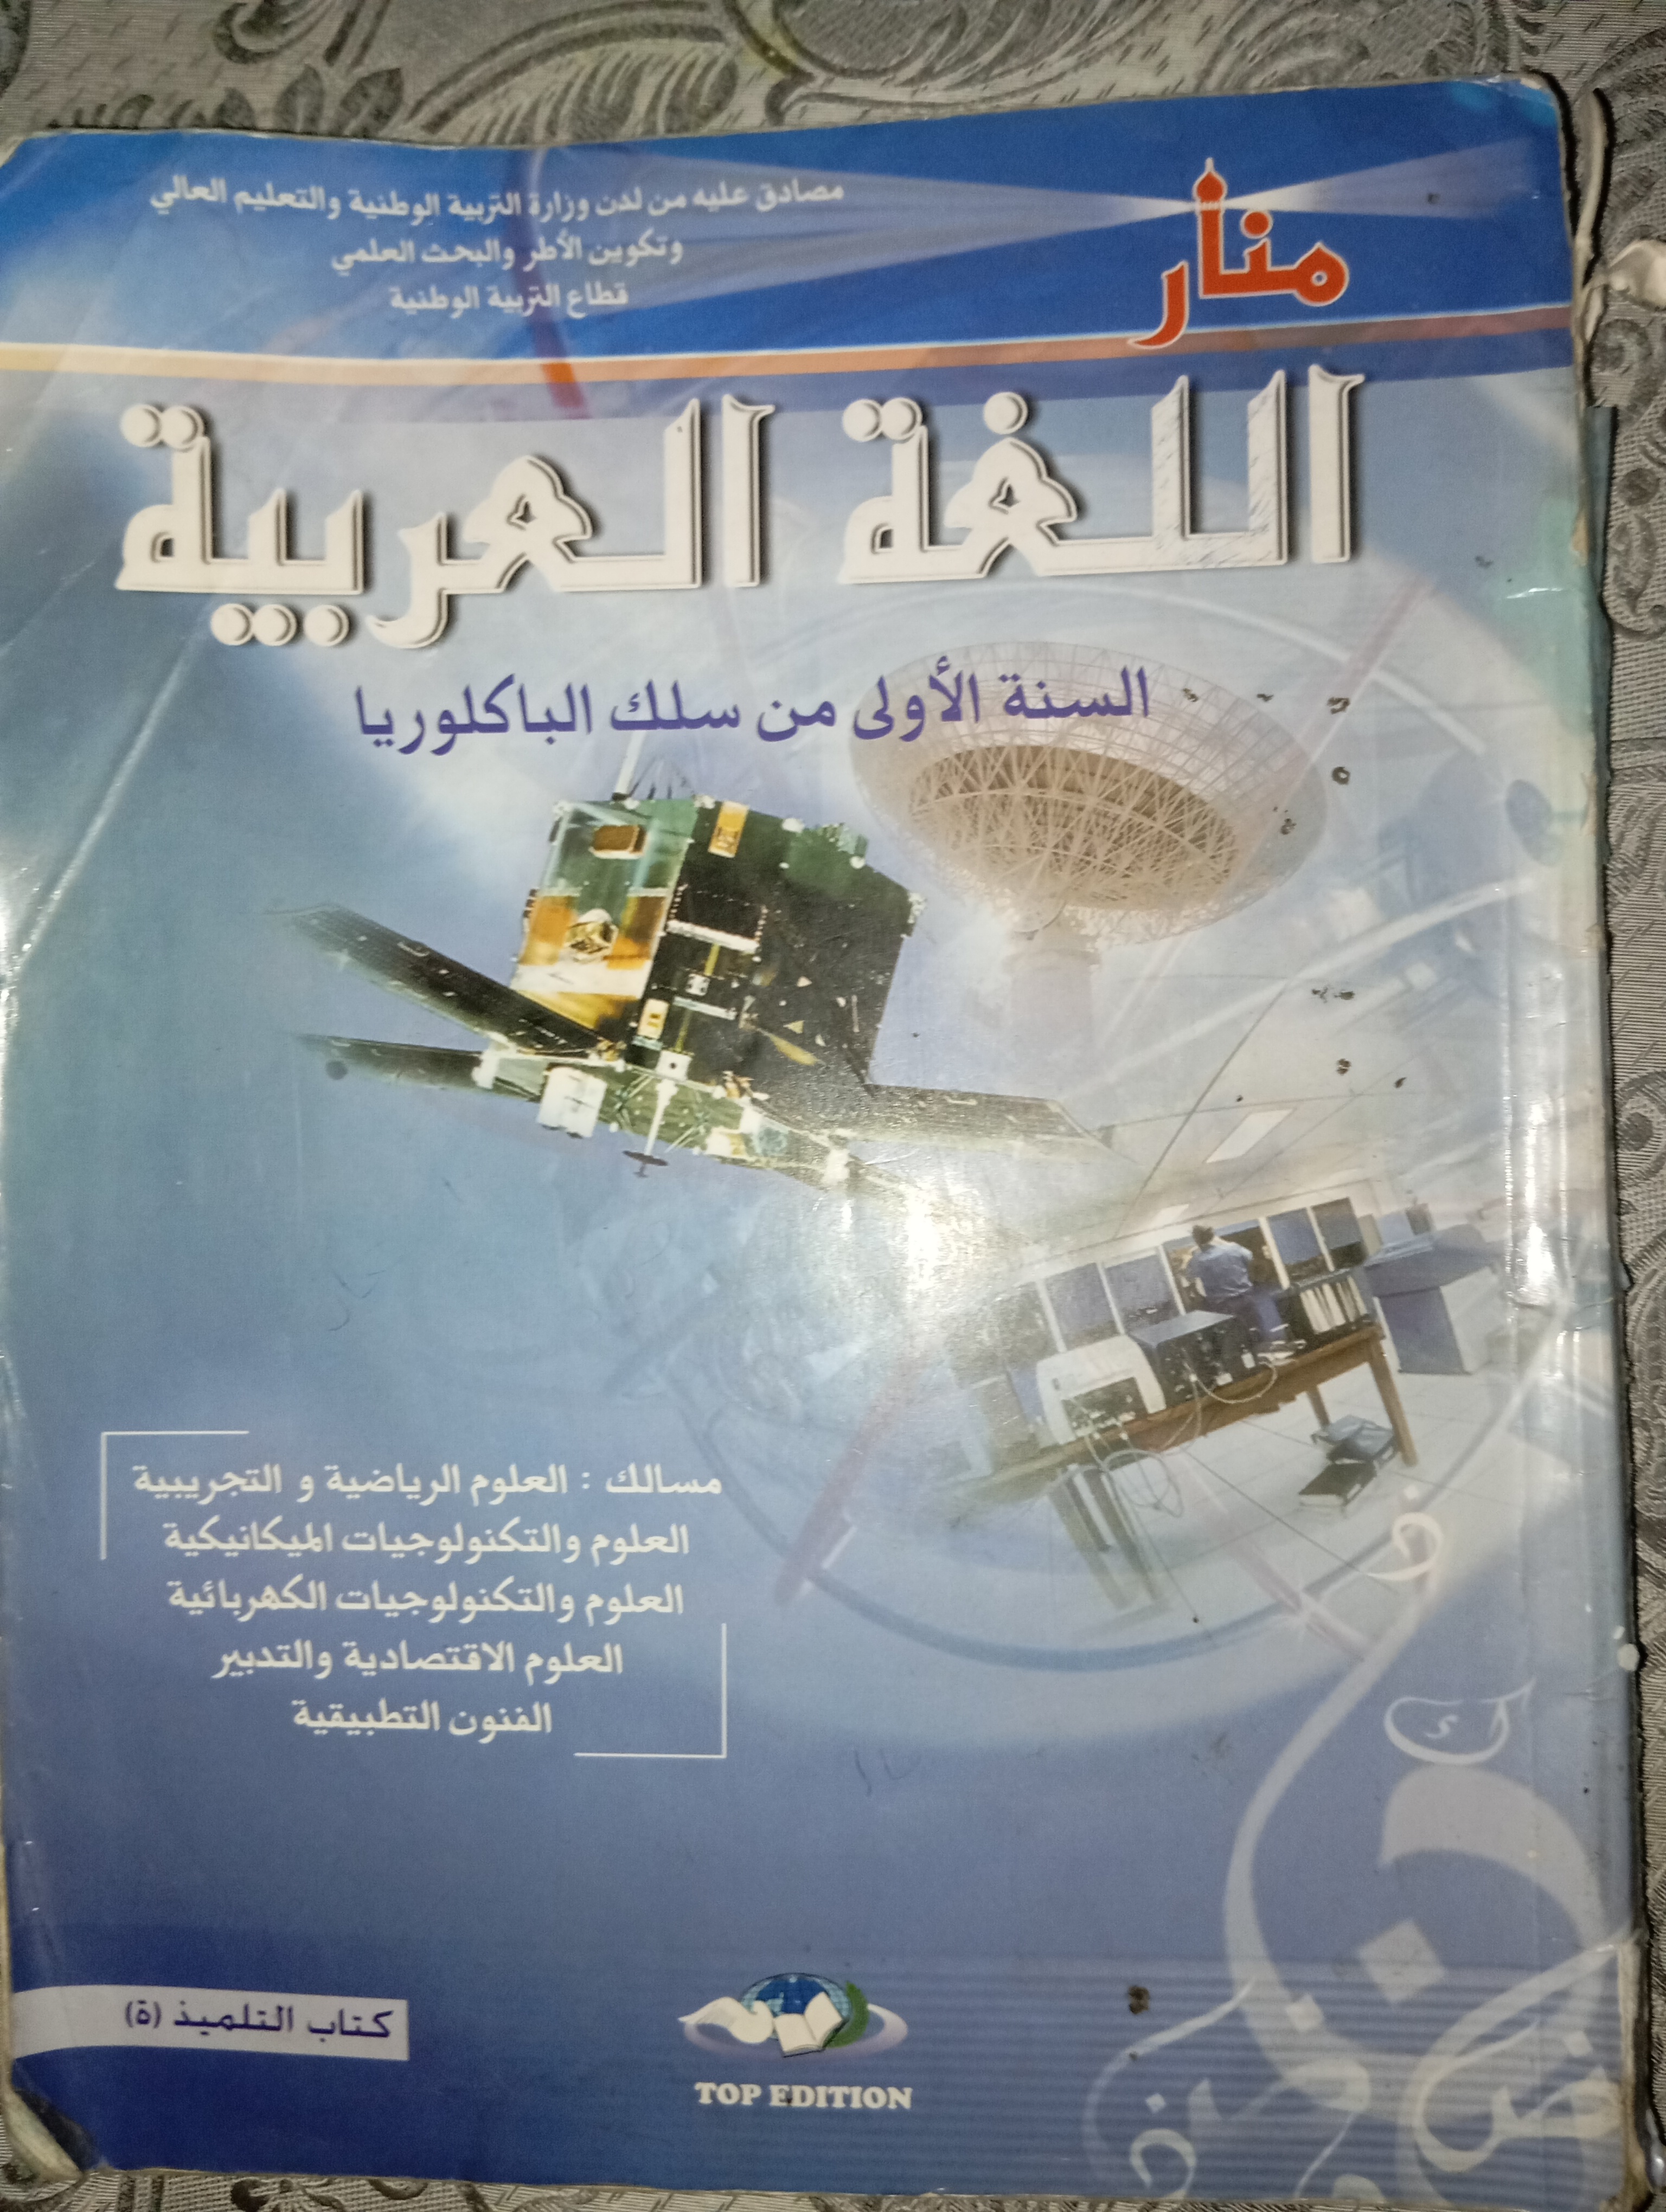 مصادق عليه من لدن وزارة التربية الوطنية والتعليم العالي
وتكوين الأطر والبحث العلمي
قطاع التربية الوطنية
منار
اللغة العربية
السنة الأولى من سلك الباكلوريا
مسالك : العلوم الرياضية و التجريبية
العلوم والتكنولوجيات الميكانيكية
العلوم والتكنولوجيات الكهربائية
العلوم الاقتصادية والتدبير
الفنون التطبيقية
كتاب التلميذ (ة)
TOP EDITION